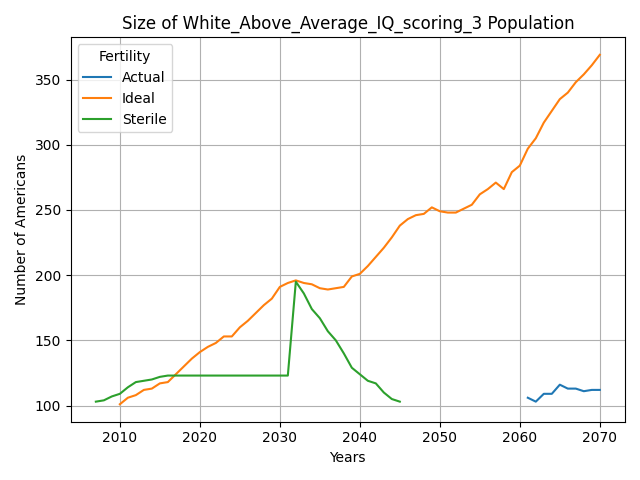 Size of White_Above_Average_IQ_scoring_3 Population
Fertility
Actual
Ideal
Sterile
Number of Americans
350
300
250
200
150
100
2010 2020 2030 2040 2050 2060 2070
Years